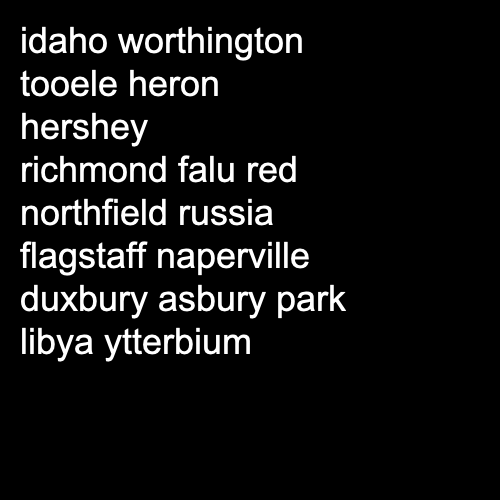 idaho worthington
tooele heron
hershey
richmond falu red
northfield russia
flagstaff naperville
duxbury asbury park
libya ytterbium